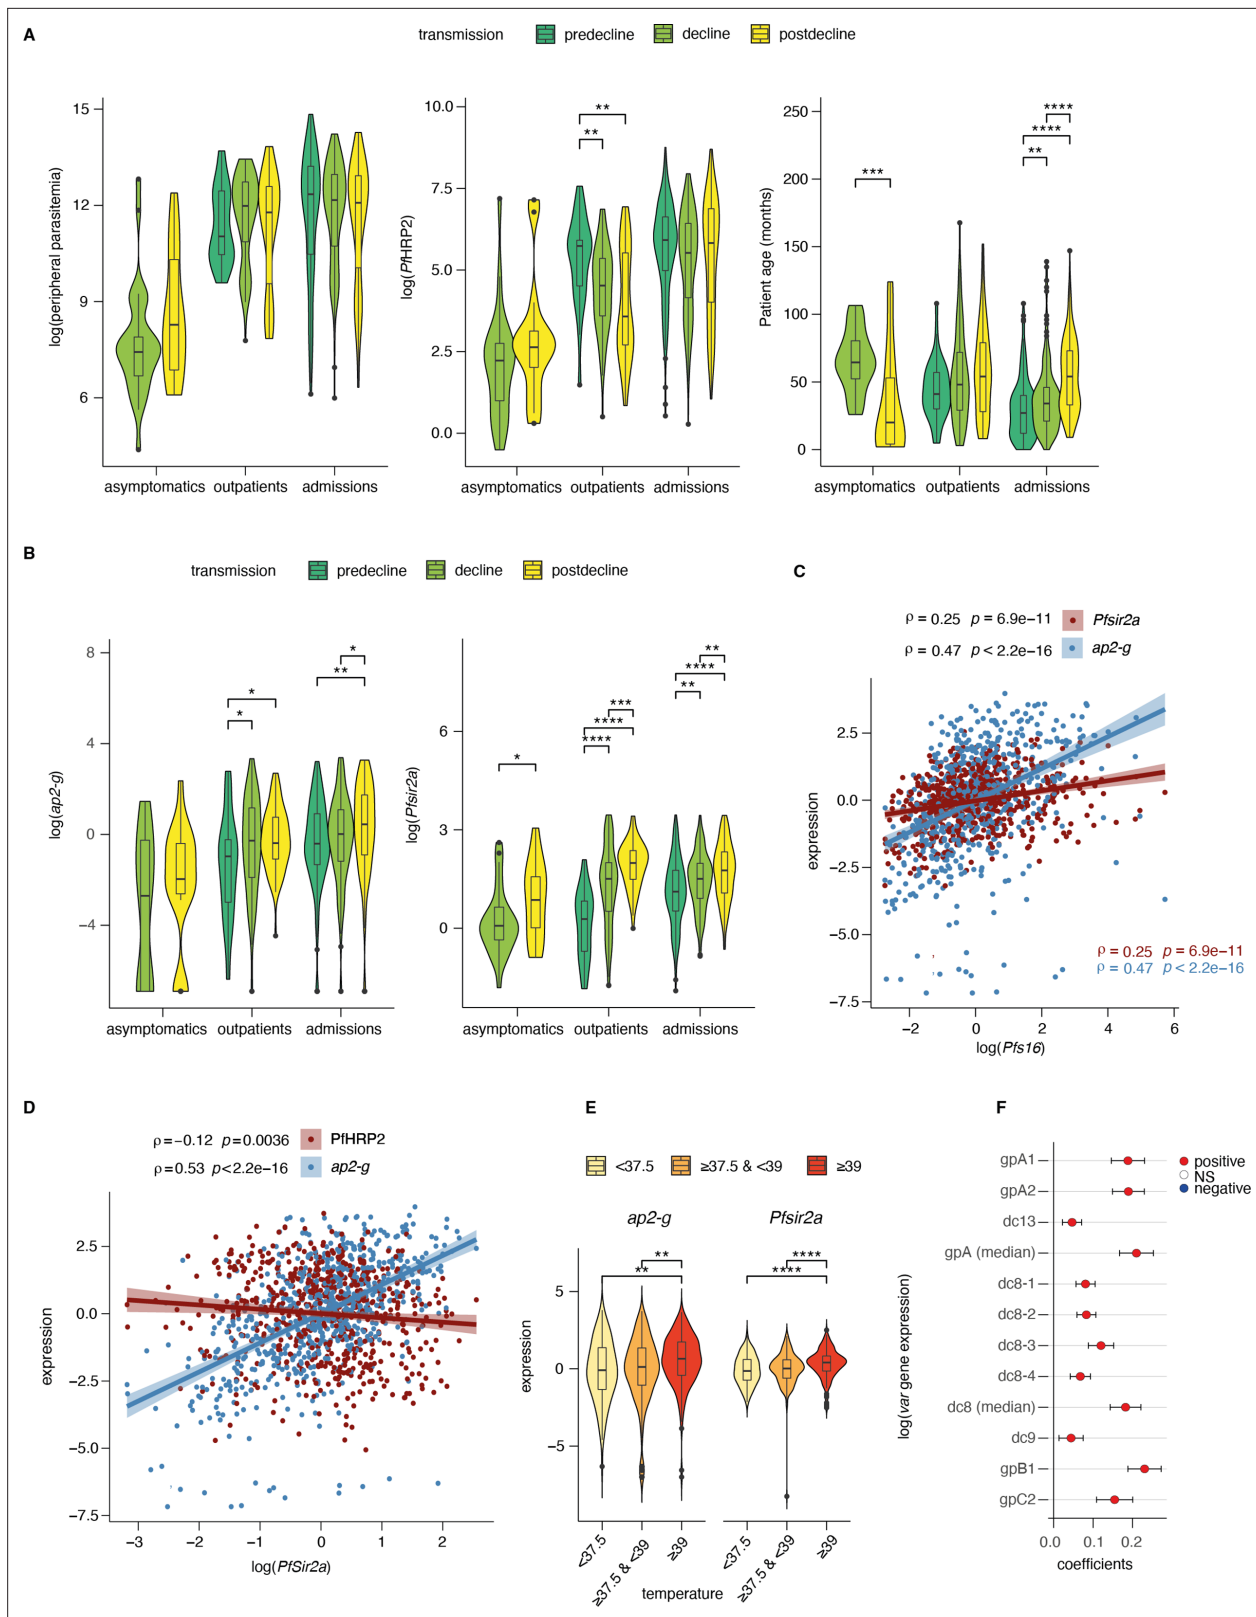 A
transmission predecline decline postdecline
log(peripheral parasitemia)
15
12
9
6
asymptomatics outpatients admissions
log(PfHRP2)
10.0
7.5
5.0
2.5
0.0
** **
asymptomatics outpatients admissions
Patient age (months)
250
200
150
100
50
0
*** **** **** **
asymptomatics outpatients admissions
B
transmission predecline decline postdecline
log(ap2-g)
8
4
0
−4
* * * **
asymptomatics outpatients admissions
log(Pfsir2a)
6
3
0
* *** **** **** ** **** **
asymptomatics outpatients admissions
C
ρ = 0.25 p = 6.9e−11 Pfsir2a
ρ = 0.47 p < 2.2e−16 ap2-g
expression
2.5
0.0
−2.5
−5.0
−7.5
ρ = 0.25 p = 6.9e−11
ρ = 0.47 p < 2.2e−16
−2 0 2 4 6
log(Pfs16)
D
ρ=−0.12 p=0.0036 PfHRP2
ρ=0.53 p<2.2e−16 ap2-g
expression
2.5
0.0
−2.5
−5.0
−7.5
−3 −2 −1 0 1 2
log(PfSir2a)
E
<37.5 ≥37.5 & <39 ≥39
ap2-g Pfsir2a
** ****
** ****
expression
5
0
−5
<37.5 ≥37.5 & <39 ≥39 <37.5 ≥37.5 & <39 ≥39
temperature
F
positive
NS
negative
log(var gene expression)
gpA1
gpA2
dc13
gpA (median)
dc8-1
dc8-2
dc8-3
dc8-4
dc8 (median)
dc9
gpB1
gpC2
0.0 0.1 0.2
coefficients